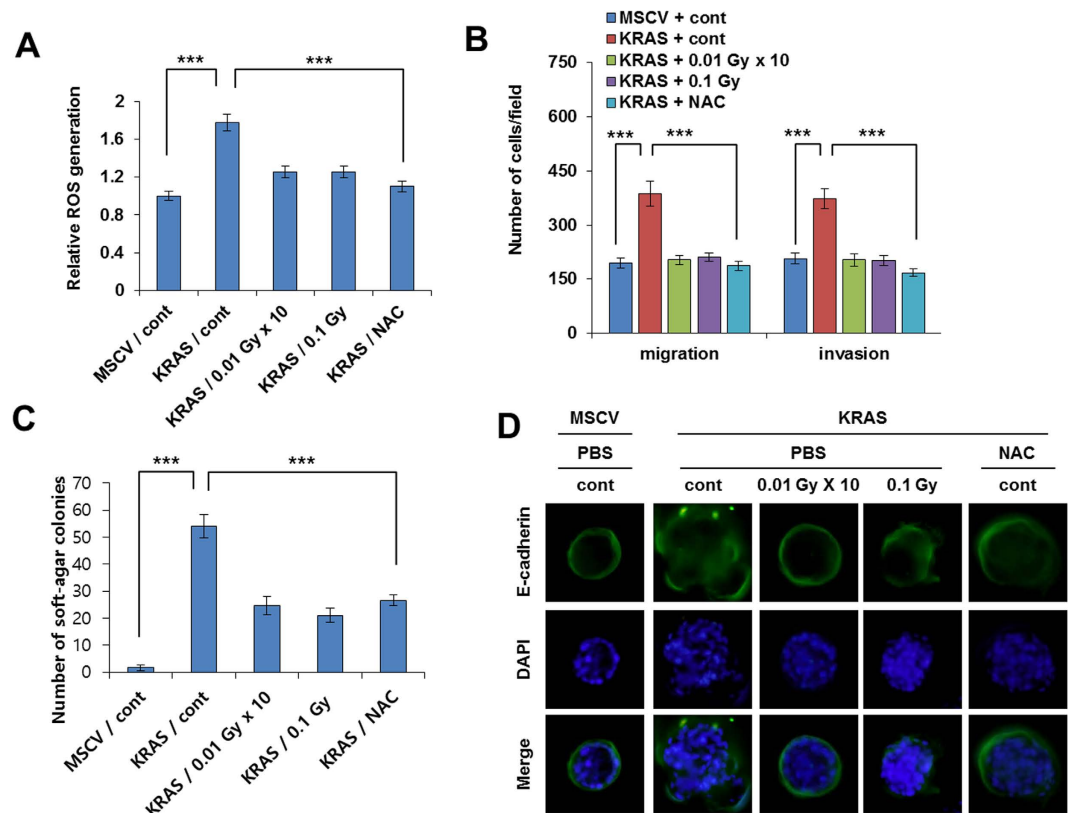 A
***
***
Relative ROS generation
2
1.6
1.2
0.8
0.4
0
MSCV / cont
KRAS / cont
KRAS / 0.01 Gy x 10
KRAS / 0.1 Gy
KRAS / NAC
B
MSCV + cont
KRAS + cont
KRAS + 0.01 Gy x 10
KRAS + 0.1 Gy
KRAS + NAC
Number of cells/field
750
600
450
300
150
0
***
***
***
***
migration
invasion
C
***
***
Number of soft-agar colonies
70
60
50
40
30
20
10
0
MSCV / cont
KRAS / cont
KRAS / 0.01 Gy x 10
KRAS / 0.1 Gy
KRAS / NAC
D
MSCV KRAS
PBS PBS NAC
cont cont 0.01 Gy X 10 0.1 Gy cont
E-cadherin
DAPI
Merge